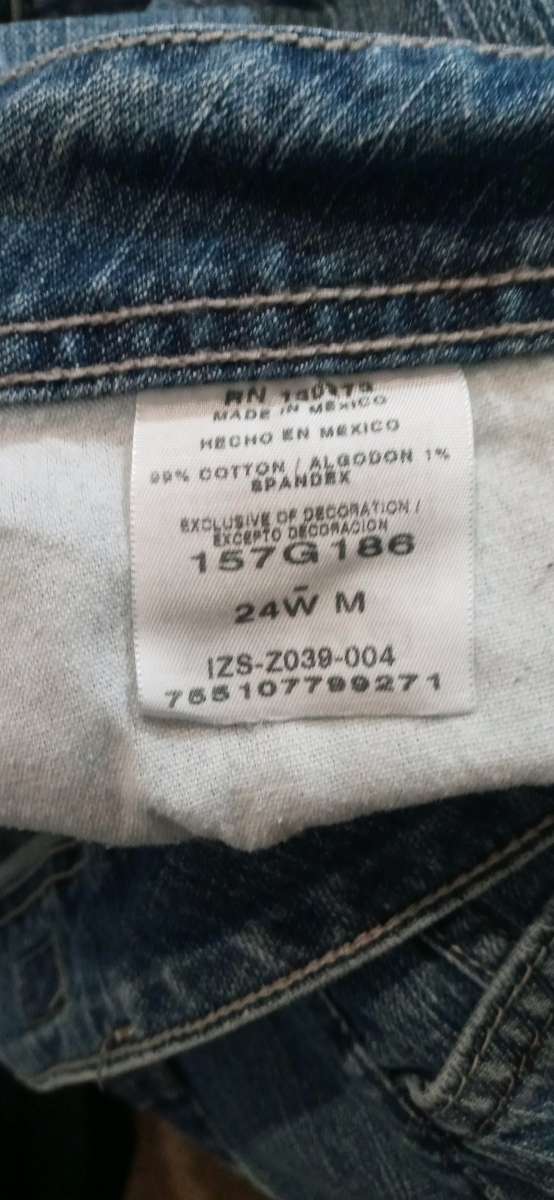 RN
MADE IN MEXICO
HECHO EN MEXICO
99% COTTON / ALGODON 1%
SPANDEX
EXCLUSIVE OF DECORATION /
EXCEPTO DECORACION
157G186
24W M
IZS-Z039-004
755107799271